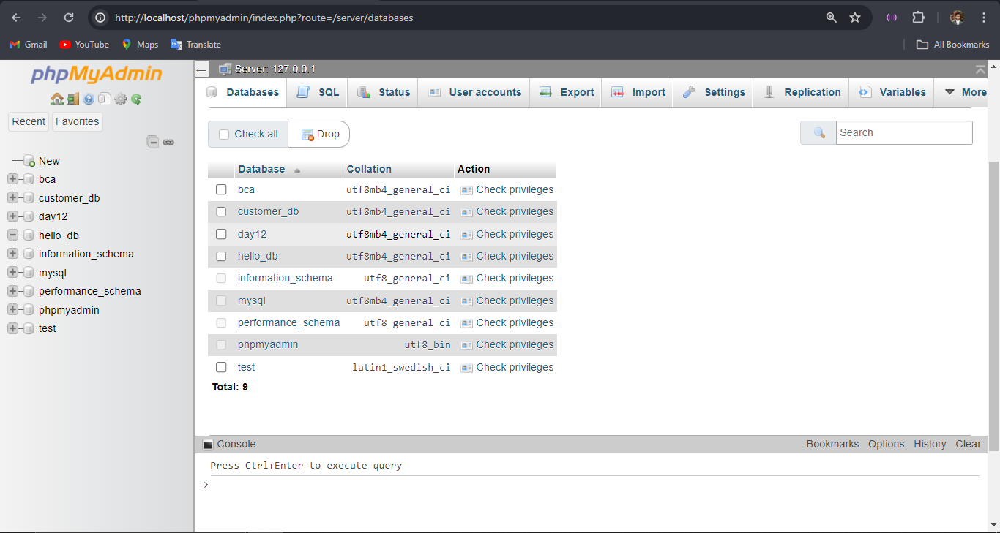 http://localhost/phpmyadmin/index.php?route=/server/databases
Gmail YouTube Maps Translate All Bookmarks
phpMyAdmin
Recent Favorites
New
bca
customer_db
day12
hello_db
information_schema
mysql
performance_schema
phpmyadmin
test
Server: 127.0.0.1
Databases SQL Status User accounts Export Import Settings Replication Variables More
Check all Drop Search
Database Collation Action
bca utf8mb4_general_ci Check privileges
customer_db utf8mb4_general_ci Check privileges
day12 utf8mb4_general_ci Check privileges
hello_db utf8mb4_general_ci Check privileges
information_schema utf8_general_ci Check privileges
mysql utf8mb4_general_ci Check privileges
performance_schema utf8_general_ci Check privileges
phpmyadmin utf8_bin Check privileges
test latin1_swedish_ci Check privileges
Total: 9
Console Bookmarks Options History Clear
Press Ctrl+Enter to execute query
>